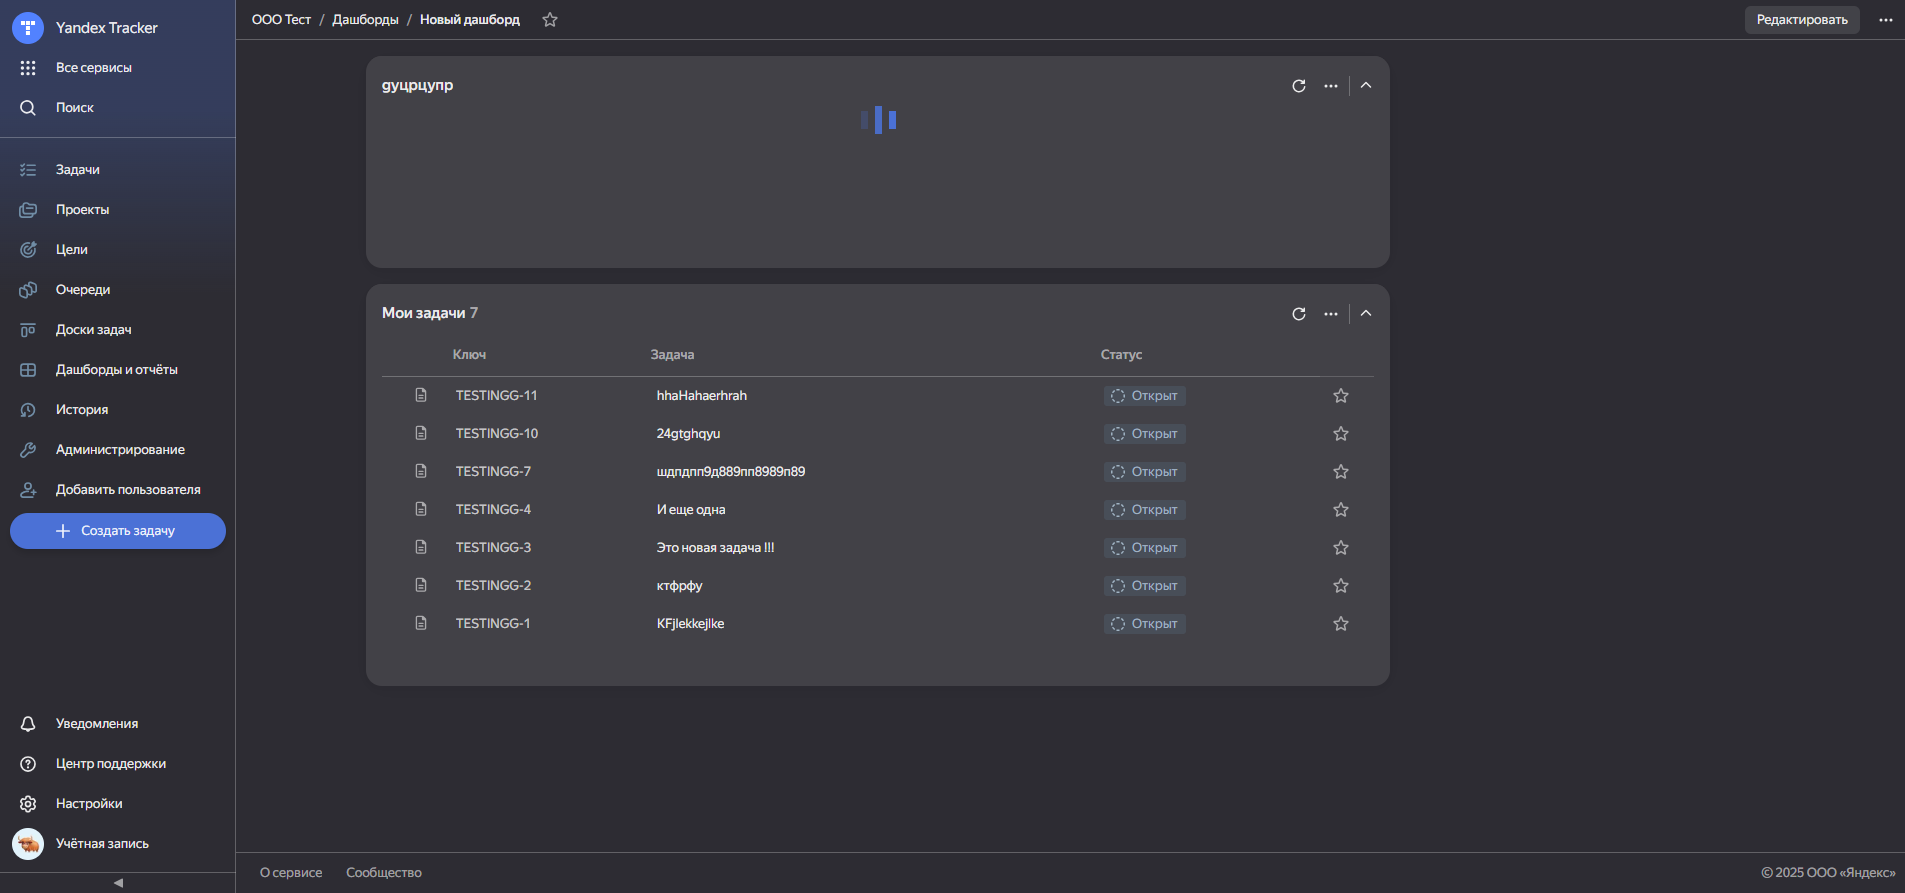 Yandex Tracker
Все сервисы
Поиск
Задачи
Проекты
Цели
Очереди
Доски задач
Дашборды и отчёты
История
Администрирование
Добавить пользователя
Создать задачу
Уведомления
Центр поддержки
Настройки
Учётная запись
ООО Тест / Дашборды / Новый дашборд
Редактировать
дуцрцупр
Мои задачи 7
Ключ Задача Статус
TESTINGG-11 hhaHahaerhrah Открыт
TESTINGG-10 24gtghqyu Открыт
TESTINGG-7 шдпдпп9д889пп8989п89 Открыт
TESTINGG-4 И еще одна Открыт
TESTINGG-3 Это новая задача !!! Открыт
TESTINGG-2 ктфрфу Открыт
TESTINGG-1 KFjlekkejlke Открыт
О сервисе Сообщество
© 2025 ООО «Яндекс»